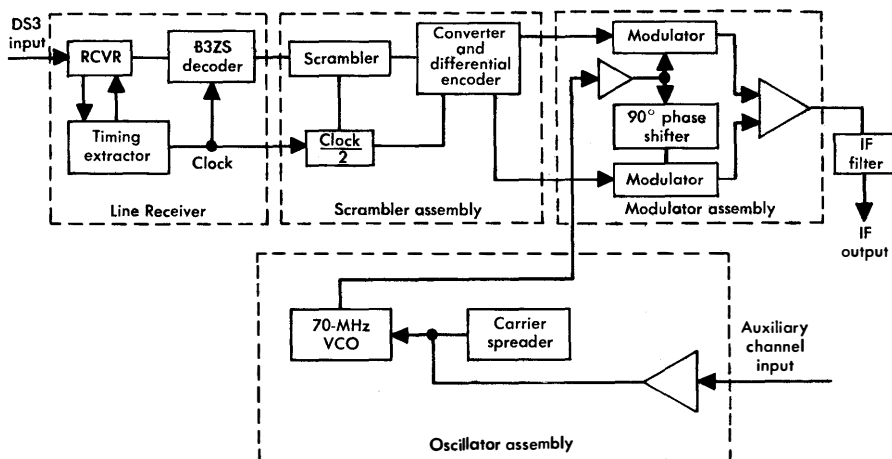 DS3
input
RCVR
B3ZS
decoder
Timing
extractor
Clock
Line Receiver
Scrambler
Converter
and
differential
encoder
Clock
2
Scrambler assembly
Modulator
90° phase
shifter
Modulator
Modulator assembly
IF
filter
IF
output
70-MHz
VCO
Carrier
spreader
Auxiliary
channel
input
Oscillator assembly